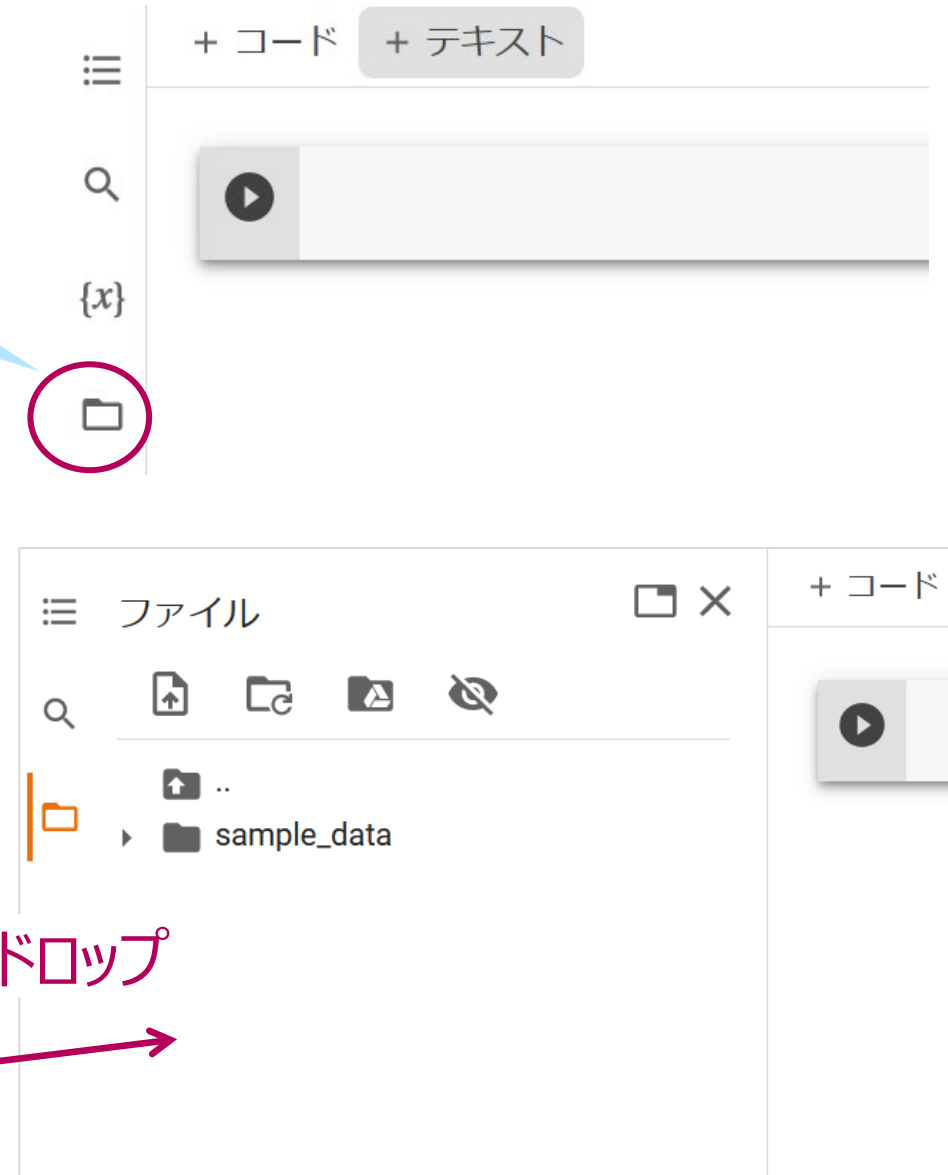 + コード + テキスト
{x}
ファイル
+ コード
..
sample_data
ドロップ